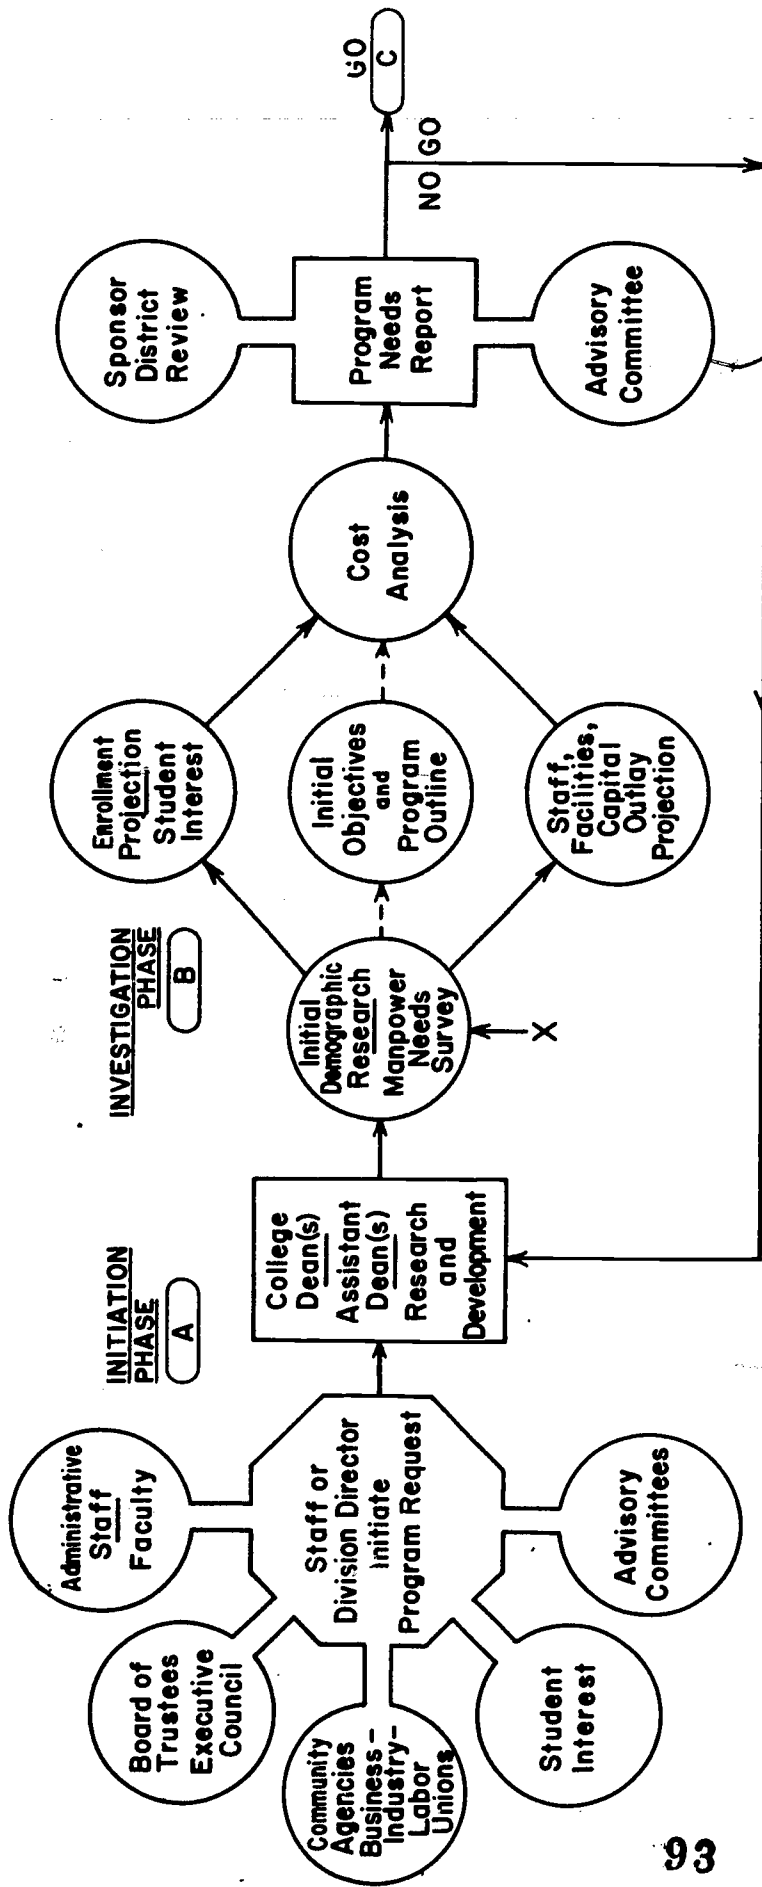 INITIATION
PHASE
A
INVESTIGATION
PHASE
B
Administrative
Staff
Faculty
Board of
Trustees
Executive
Council
Community
Agencies
Business-
Industry-
Labor
Unions
Student
Interest
Advisory
Committees
Staff or
Division Director
Initiate
Program Request
College
Dean(s)
Assistant
Dean(s)
Research
and
Development
Initial
Demographic
Research
Manpower
Needs
Survey
X
Enrollment
Projection
Student
Interest
Initial
Objectives
and
Program
Outline
Staff,
Facilities,
Capital
Outlay
Projection
Cost
Analysis
Sponsor
District
Review
Program
Needs
Report
Advisory
Committee
GO
C
NO GO
93